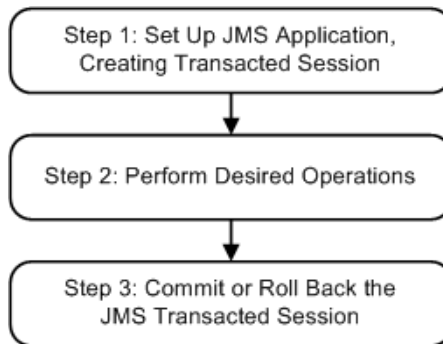 Step 1: Set Up JMS Application,
Creating Transacted Session
Step 2: Perform Desired Operations
Step 3: Commit or Roll Back the
JMS Transacted Session